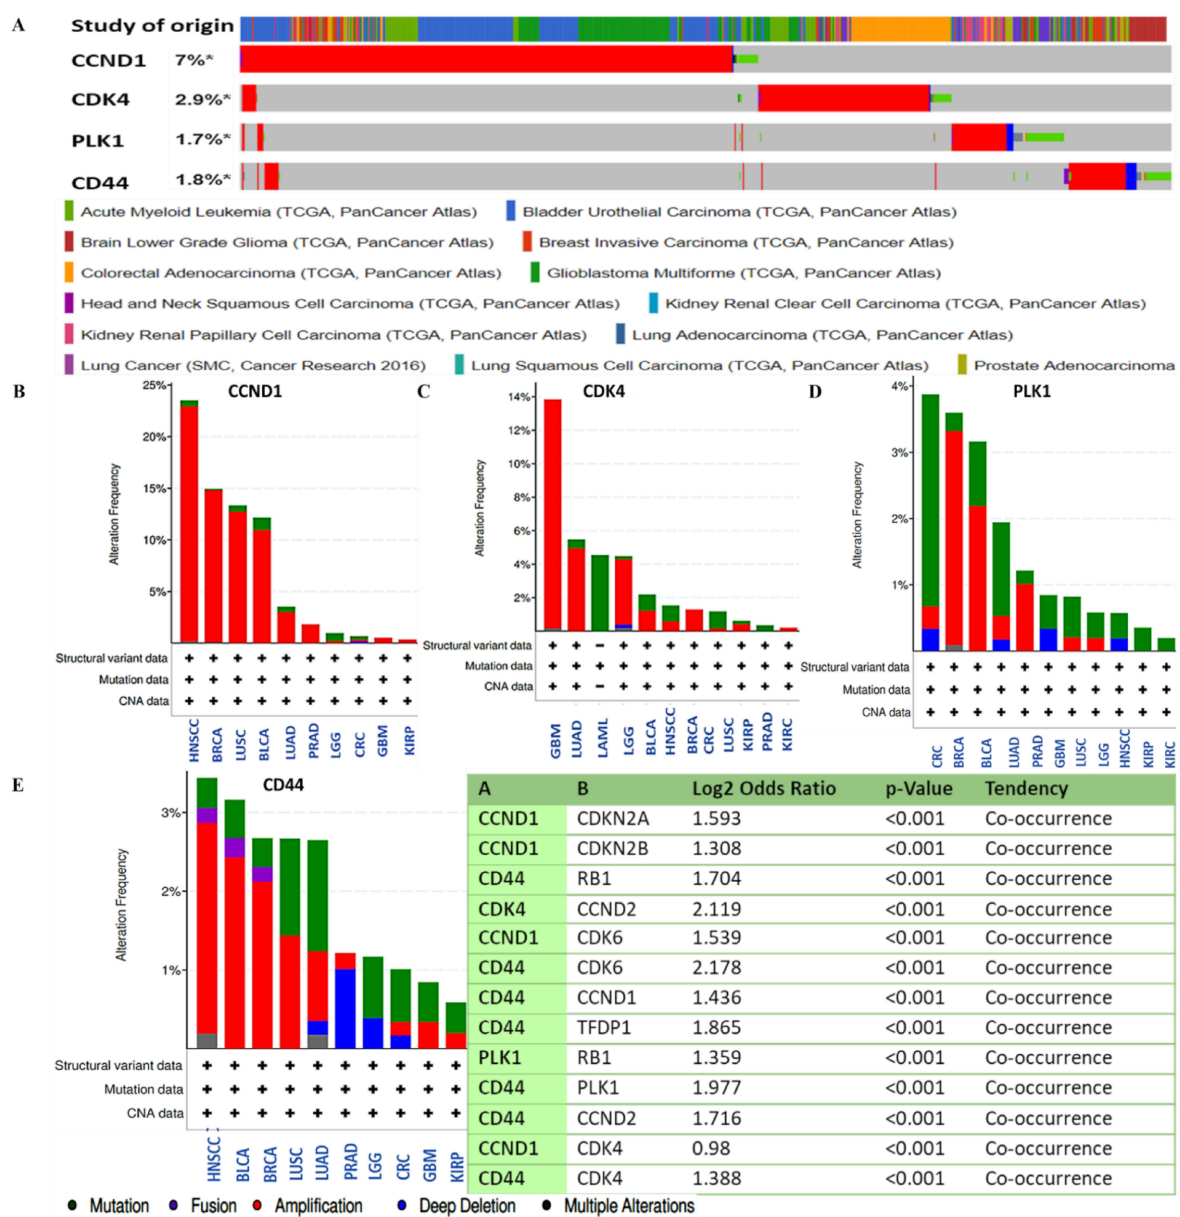 A
Study of origin
CCND1 7%*
CDK4 2.9%*
PLK1 1.7%*
CD44 1.8%*
Acute Myeloid Leukemia (TCGA, PanCancer Atlas) Bladder Urothelial Carcinoma (TCGA, PanCancer Atlas)
Brain Lower Grade Glioma (TCGA, PanCancer Atlas) Breast Invasive Carcinoma (TCGA, PanCancer Atlas)
Colorectal Adenocarcinoma (TCGA, PanCancer Atlas) Glioblastoma Multiforme (TCGA, PanCancer Atlas)
Head and Neck Squamous Cell Carcinoma (TCGA, PanCancer Atlas) Kidney Renal Clear Cell Carcinoma (TCGA, PanCancer Atlas)
Kidney Renal Papillary Cell Carcinoma (TCGA, PanCancer Atlas) Lung Adenocarcinoma (TCGA, PanCancer Atlas)
Lung Cancer (SMC, Cancer Research 2016) Lung Squamous Cell Carcinoma (TCGA, PanCancer Atlas) Prostate Adenocarcinoma
B
CCND1
Alteration Frequency
25%
20%
15%
10%
5%
Structural variant data + + + + + + + + + +
Mutation data + + + + + + + + + +
CNA data + + + + + + + + + +
HNSCC BRCA LUSC BLCA LUAD PRAD LGG CRC GBM KIRP
C
CDK4
Alteration Frequency
14%
12%
10%
8%
6%
4%
2%
Structural variant data + + − + + + + + + + +
Mutation data + + + + + + + + + + +
CNA data + + − + + + + + + + +
GBM LUAD LAML LGG BLCA HNSCC BRCA CRC LUSC KIRP PRAD KIRC
D
PLK1
Alteration Frequency
4%
3%
2%
1%
Structural variant data + + + + + + + + + + +
Mutation data + + + + + + + + + + +
CNA data + + + + + + + + + + +
CRC BRCA BLCA LUAD PRAD GBM LUSC LGG HNSCC KIRP KIRC
E
CD44
Alteration Frequency
3%
2%
1%
Structural variant data + + + + + + + + + +
Mutation data + + + + + + + + + +
CNA data + + + + + + + + + +
HNSCC BLCA BRCA LUSC LUAD PRAD LGG CRC GBM KIRP
A B Log2 Odds Ratio p-Value Tendency
CCND1 CDKN2A 1.593 <0.001 Co-occurrence
CCND1 CDKN2B 1.308 <0.001 Co-occurrence
CD44 RB1 1.704 <0.001 Co-occurrence
CDK4 CCND2 2.119 <0.001 Co-occurrence
CCND1 CDK6 1.539 <0.001 Co-occurrence
CD44 CDK6 2.178 <0.001 Co-occurrence
CD44 CCND1 1.436 <0.001 Co-occurrence
CD44 TFDP1 1.865 <0.001 Co-occurrence
PLK1 RB1 1.359 <0.001 Co-occurrence
CD44 PLK1 1.977 <0.001 Co-occurrence
CD44 CCND2 1.716 <0.001 Co-occurrence
CCND1 CDK4 0.98 <0.001 Co-occurrence
CD44 CDK4 1.388 <0.001 Co-occurrence
Mutation Fusion Amplification Deep Deletion Multiple Alterations